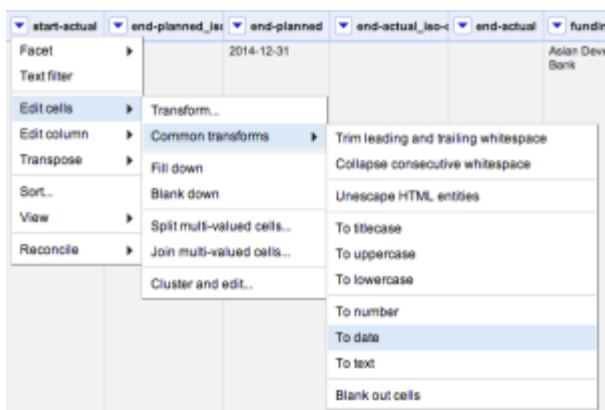 start-actual end-planned_iso end-planned end-actual_iso-c end-actual fundin
Facet
Text filter
Edit cells
Edit column
Transpose
Sort...
View
Reconcile
Transform...
Common transforms
Fill down
Blank down
Split multi-valued cells...
Join multi-valued cells...
Cluster and edit...
Trim leading and trailing whitespace
Collapse consecutive whitespace
Unescape HTML entities
To titlecase
To uppercase
To lowercase
To number
To date
To text
Blank out cells
2014-12-31
Asian Deve
Bank